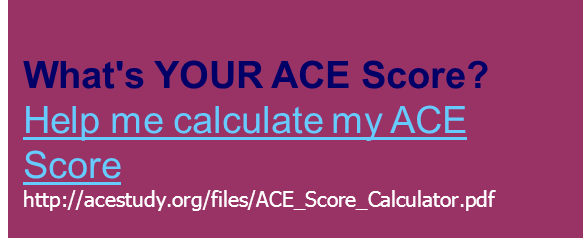 What's YOUR ACE Score?
Help me calculate my ACE
Score
http://acestudy.org/files/ACE_Score_Calculator.pdf